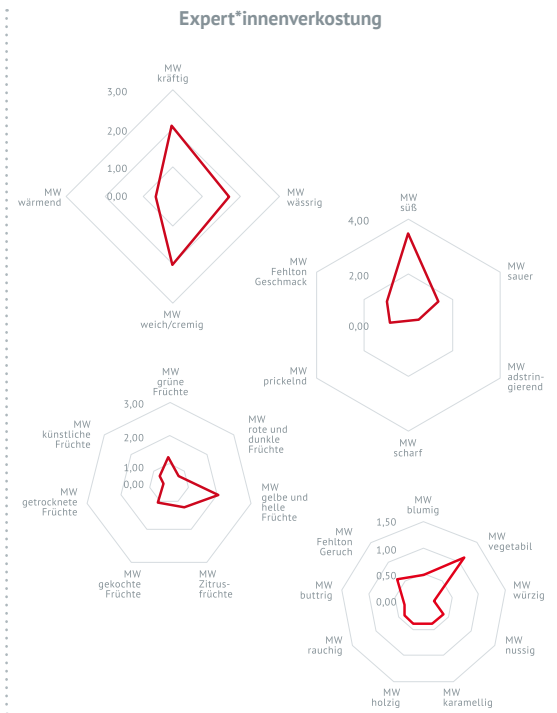 Expert*innenverkostung
MW
kräftig
3,00
2,00
1,00
0,00
MW
wärmend
MW
wässrig
MW
weich/cremig
MW
süß
4,00
2,00
0,00
MW
Fehlton
Geschmack
MW
sauer
MW
prickelnd
MW
adstrin-
gierend
MW
scharf
MW
grüne
Früchte
3,00
2,00
1,00
0,00
MW
künstliche
Früchte
MW
rote und
dunkle
Früchte
MW
getrocknete
Früchte
MW
gelbe und
helle
Früchte
MW
gekochte
Früchte
MW
Zitrus-
früchte
MW
blumig
1,50
1,00
0,50
0,00
MW
Fehlton
Geruch
MW
vegetabil
MW
buttrig
MW
würzig
MW
rauchig
MW
nussig
MW
holzig
MW
karamellig